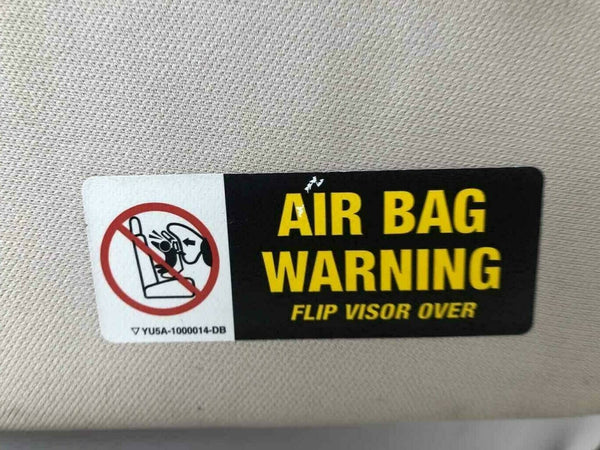 AIR BAG
WARNING
FLIP VISOR OVER
▽ YU5A-1000014-DB